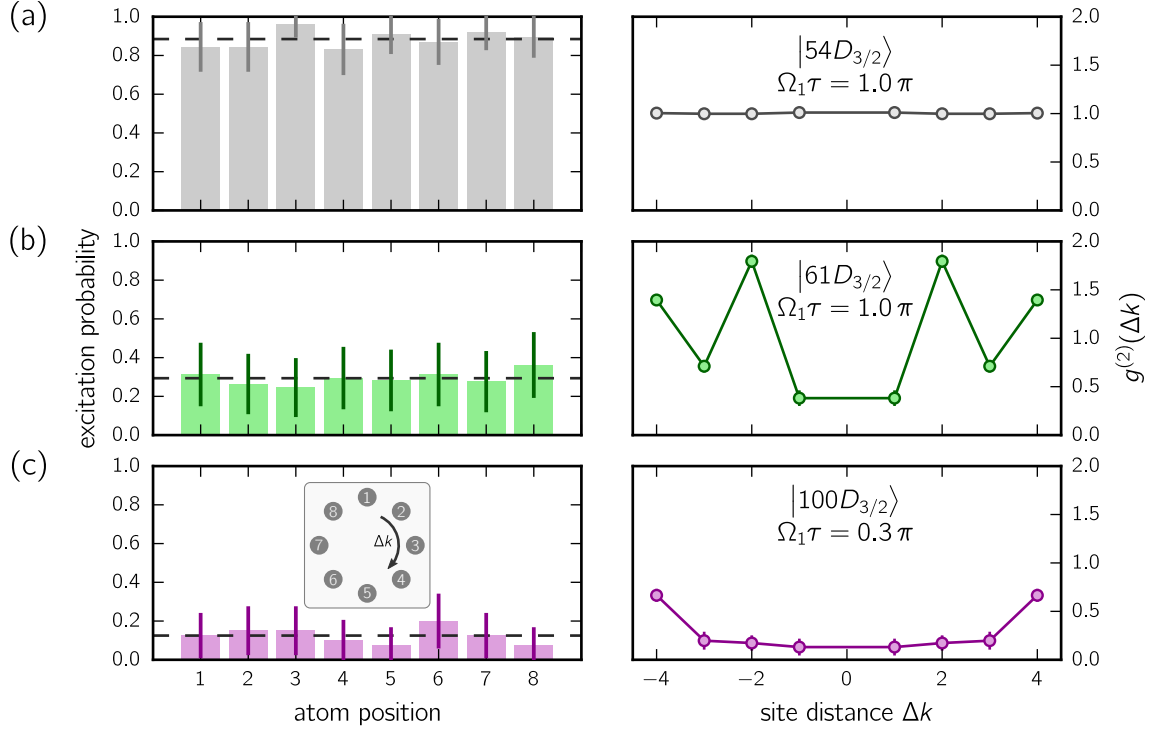 (a)
1.0
0.8
0.6
0.4
0.2
0.0
|54D3/2⟩
Ω1τ = 1.0 π
2.0
1.5
1.0
0.5
0.0
(b)
1.0
0.8
0.6
0.4
0.2
0.0
excitation probability
|61D3/2⟩
Ω1τ = 1.0 π
2.0
1.5
1.0
0.5
0.0
g(2)(Δk)
(c)
1.0
0.8
0.6
0.4
0.2
0.0
1
8 2
7 Δk 3
6 4
5
1 2 3 4 5 6 7 8
atom position
|100D3/2⟩
Ω1τ = 0.3 π
2.0
1.5
1.0
0.5
0.0
−4 −2 0 2 4
site distance Δk